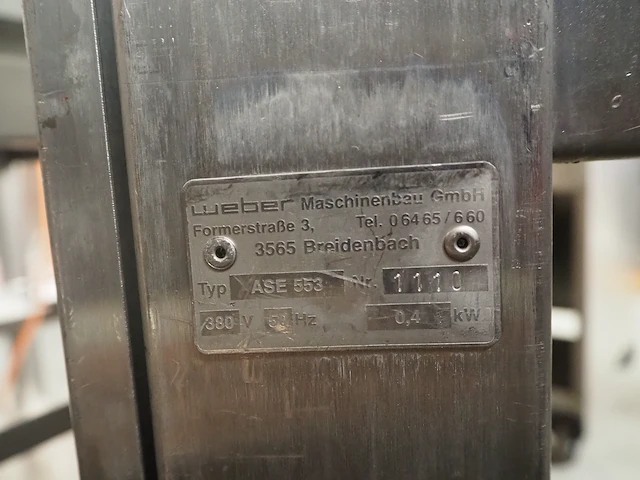 weber Maschinenbau GmbH
Formerstraße 3, Tel. 06465/660
3565 Breidenbach
Typ ASE 553 Nr. 1110
380 V 50 Hz 0,4 kW